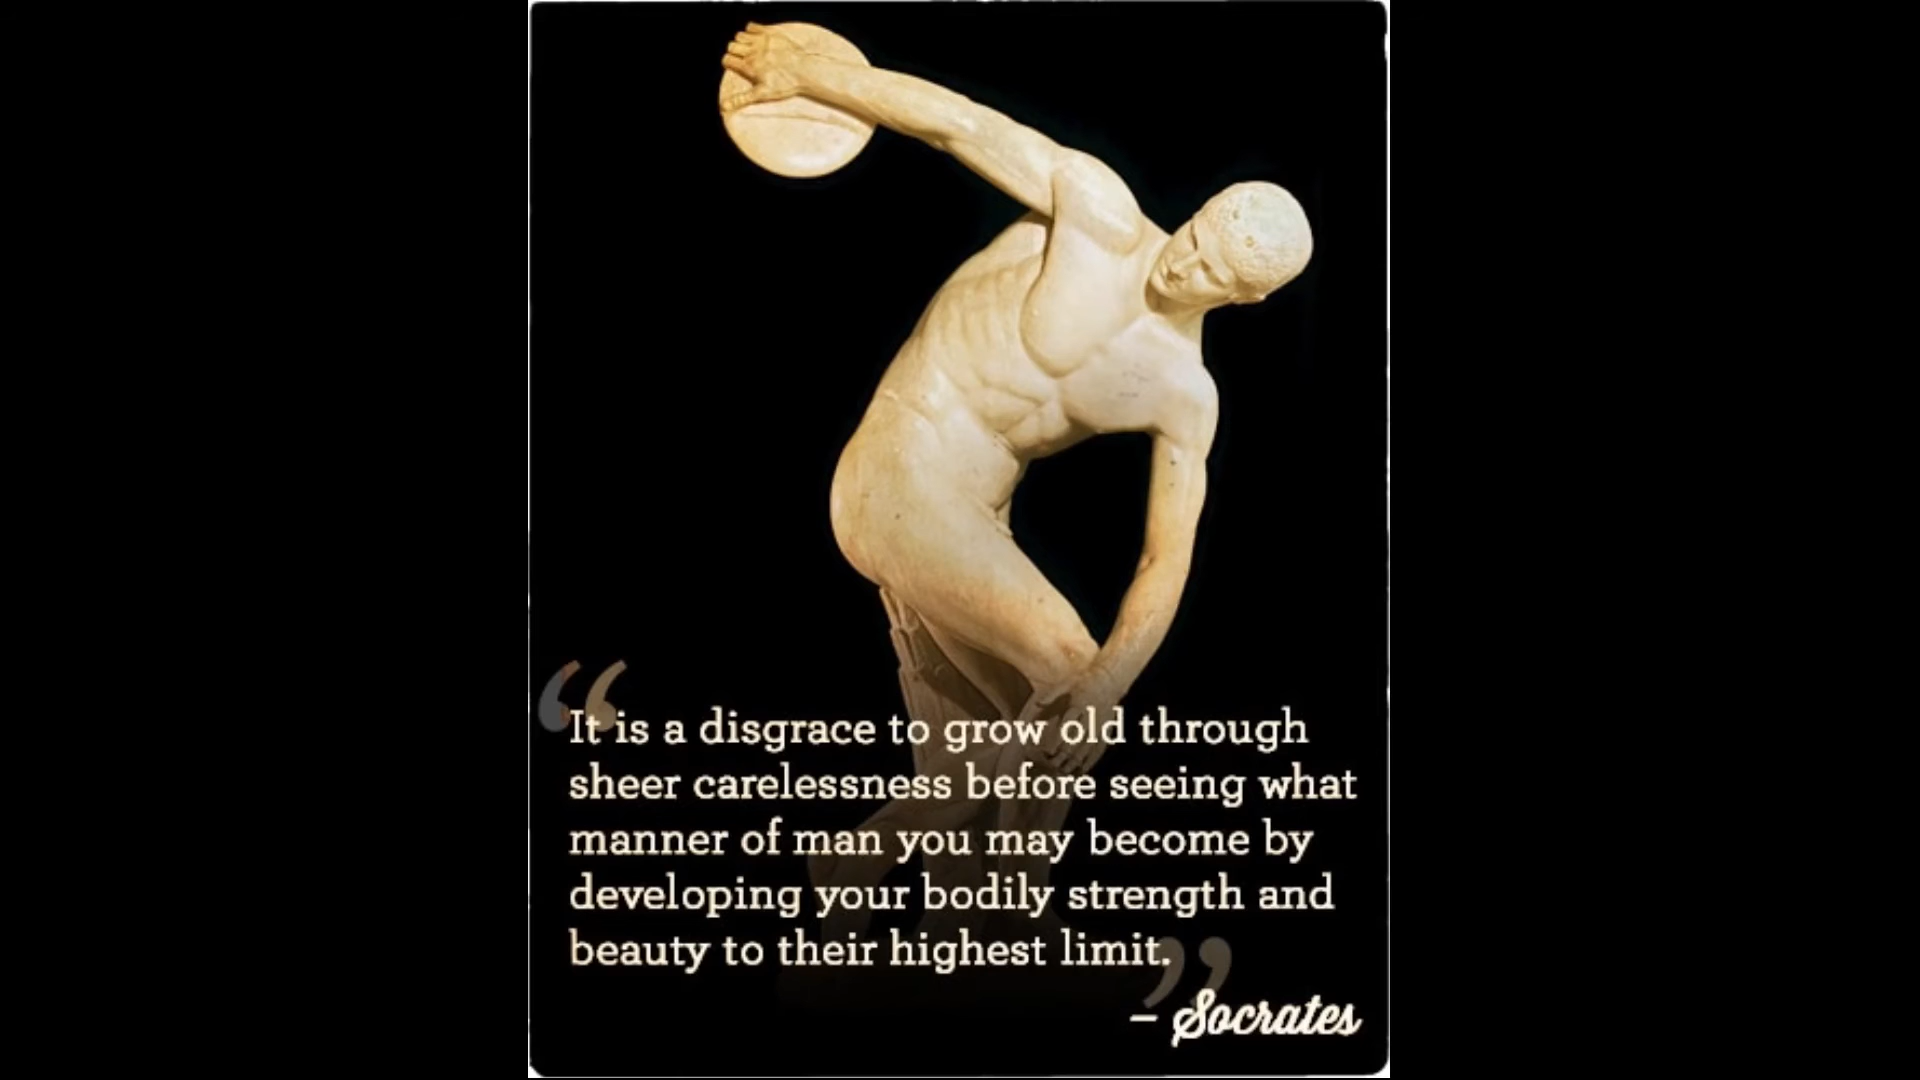 “It is a disgrace to grow old through
sheer carelessness before seeing what
manner of man you may become by
developing your bodily strength and
beauty to their highest limit.”
– Socrates